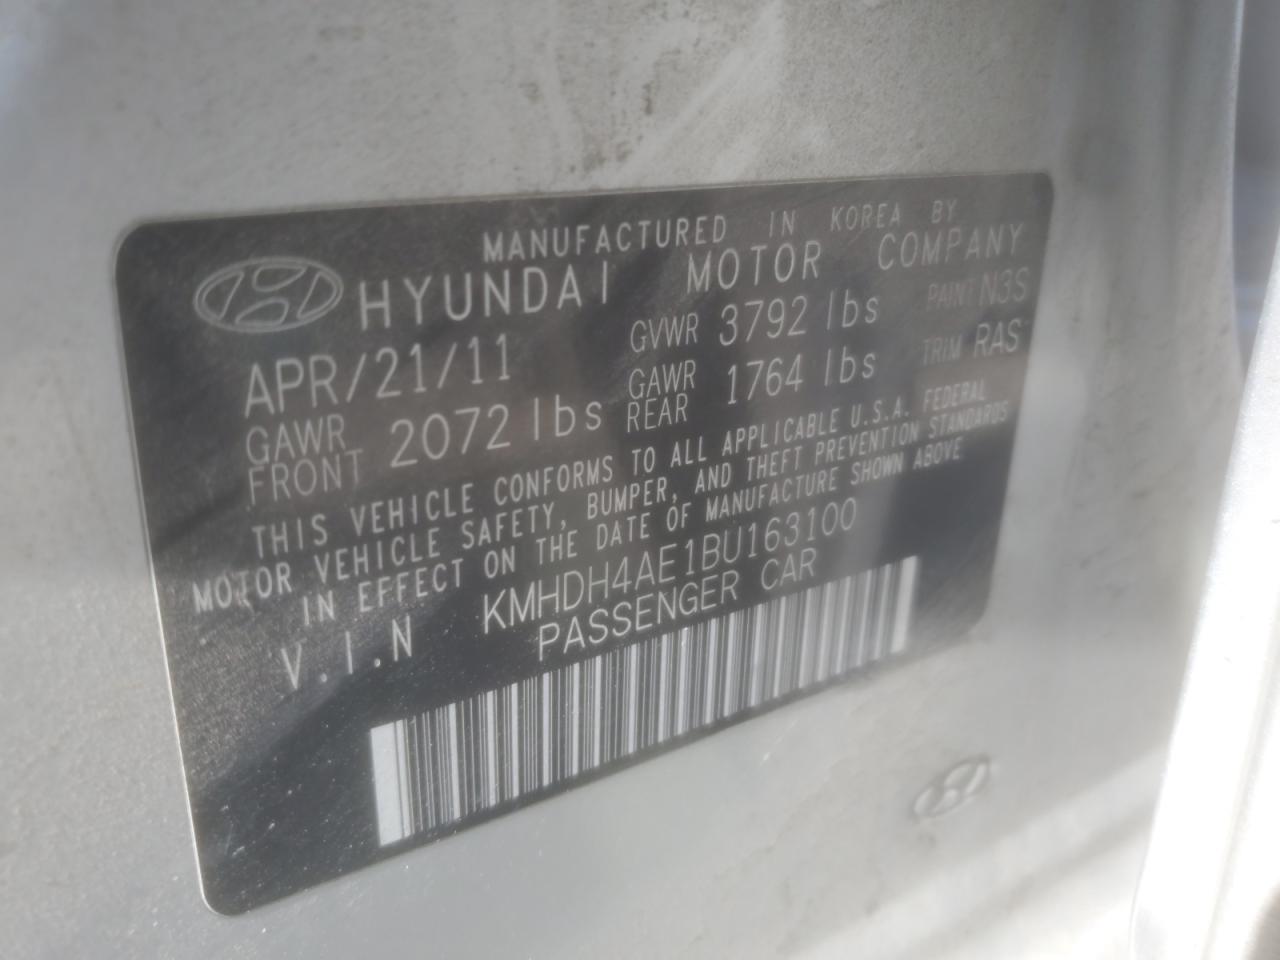 MANUFACTURED IN KOREA BY
HYUNDAI MOTOR COMPANY
APR/21/11 GVWR 3792 lbs PAINT N3S
GAWR FRONT 2072 lbs GAWR REAR 1764 lbs TRIM RAS
THIS VEHICLE CONFORMS TO ALL APPLICABLE U.S.A. FEDERAL
MOTOR VEHICLE SAFETY, BUMPER, AND THEFT PREVENTION STANDARDS
IN EFFECT ON THE DATE OF MANUFACTURE SHOWN ABOVE
V.I.N KMHDH4AE1BU163100
PASSENGER CAR